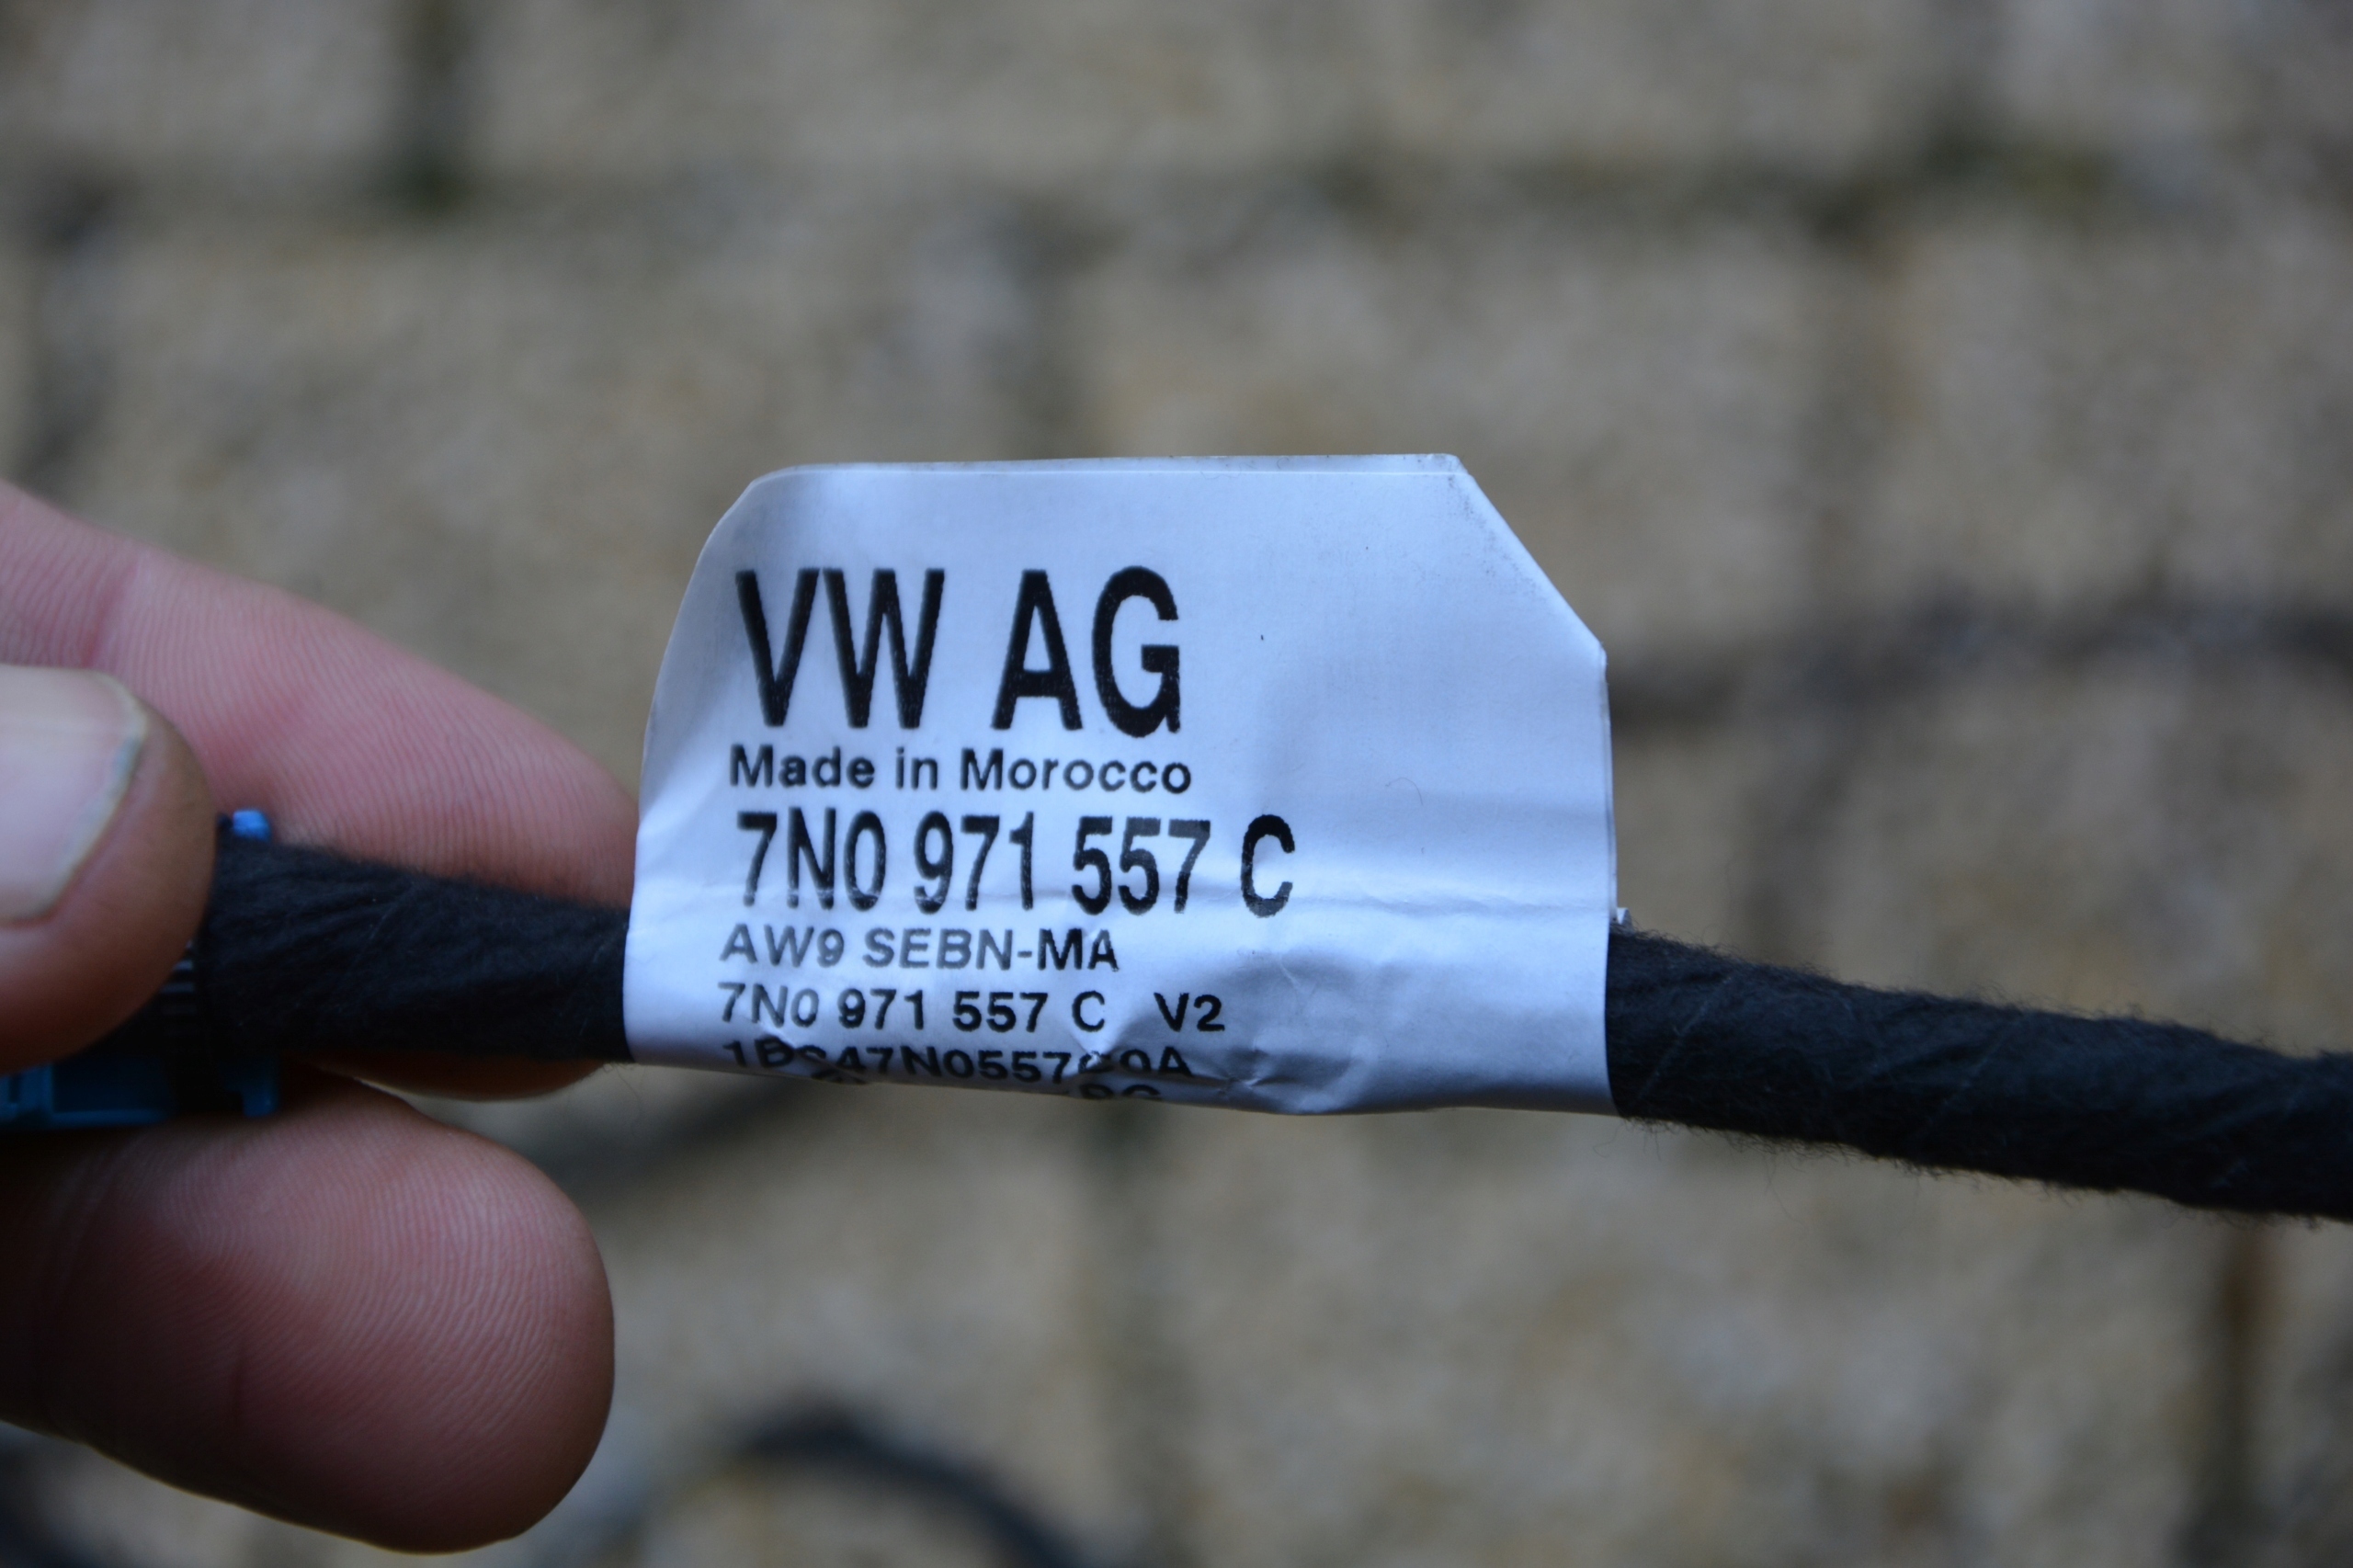 VW AG
Made in Morocco
7N0 971 557 C
AW9 SEBN-MA
7N0 971 557 C V2